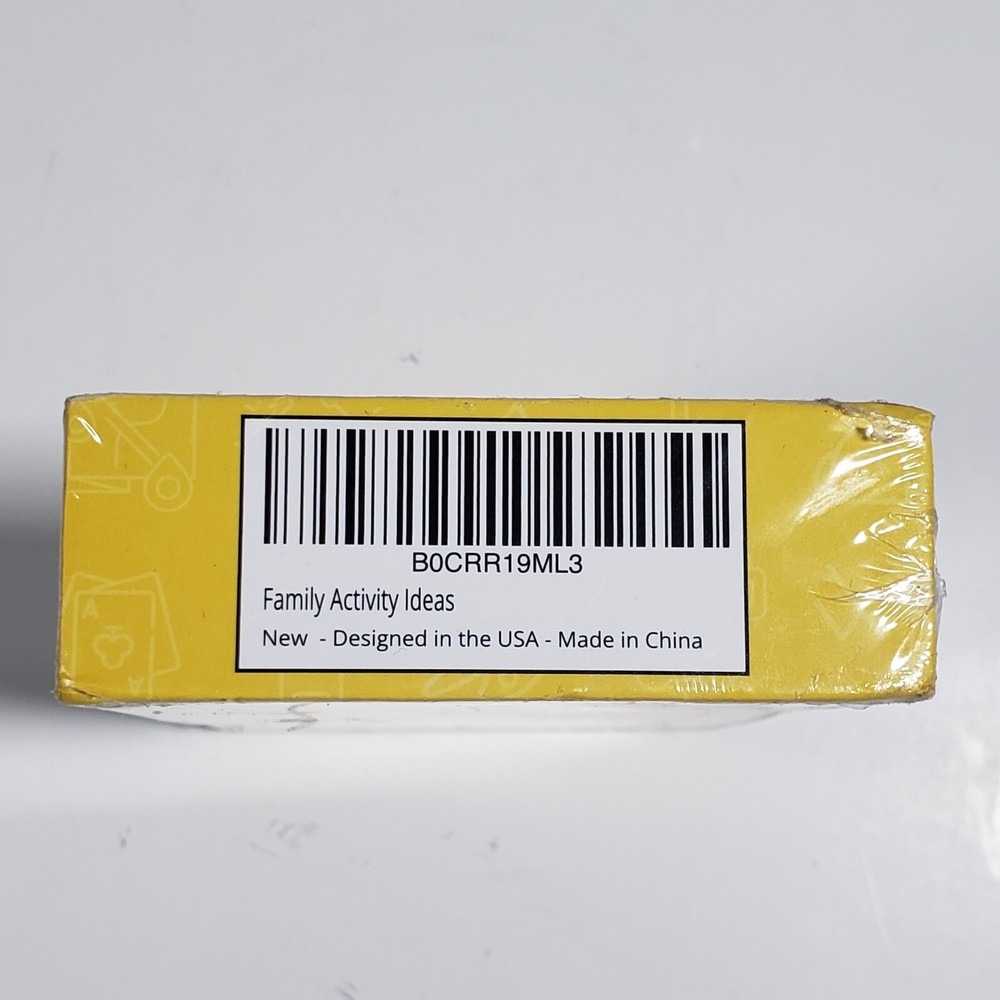 B0CRR19ML3
Family Activity Ideas
New - Designed in the USA - Made in China
A
A